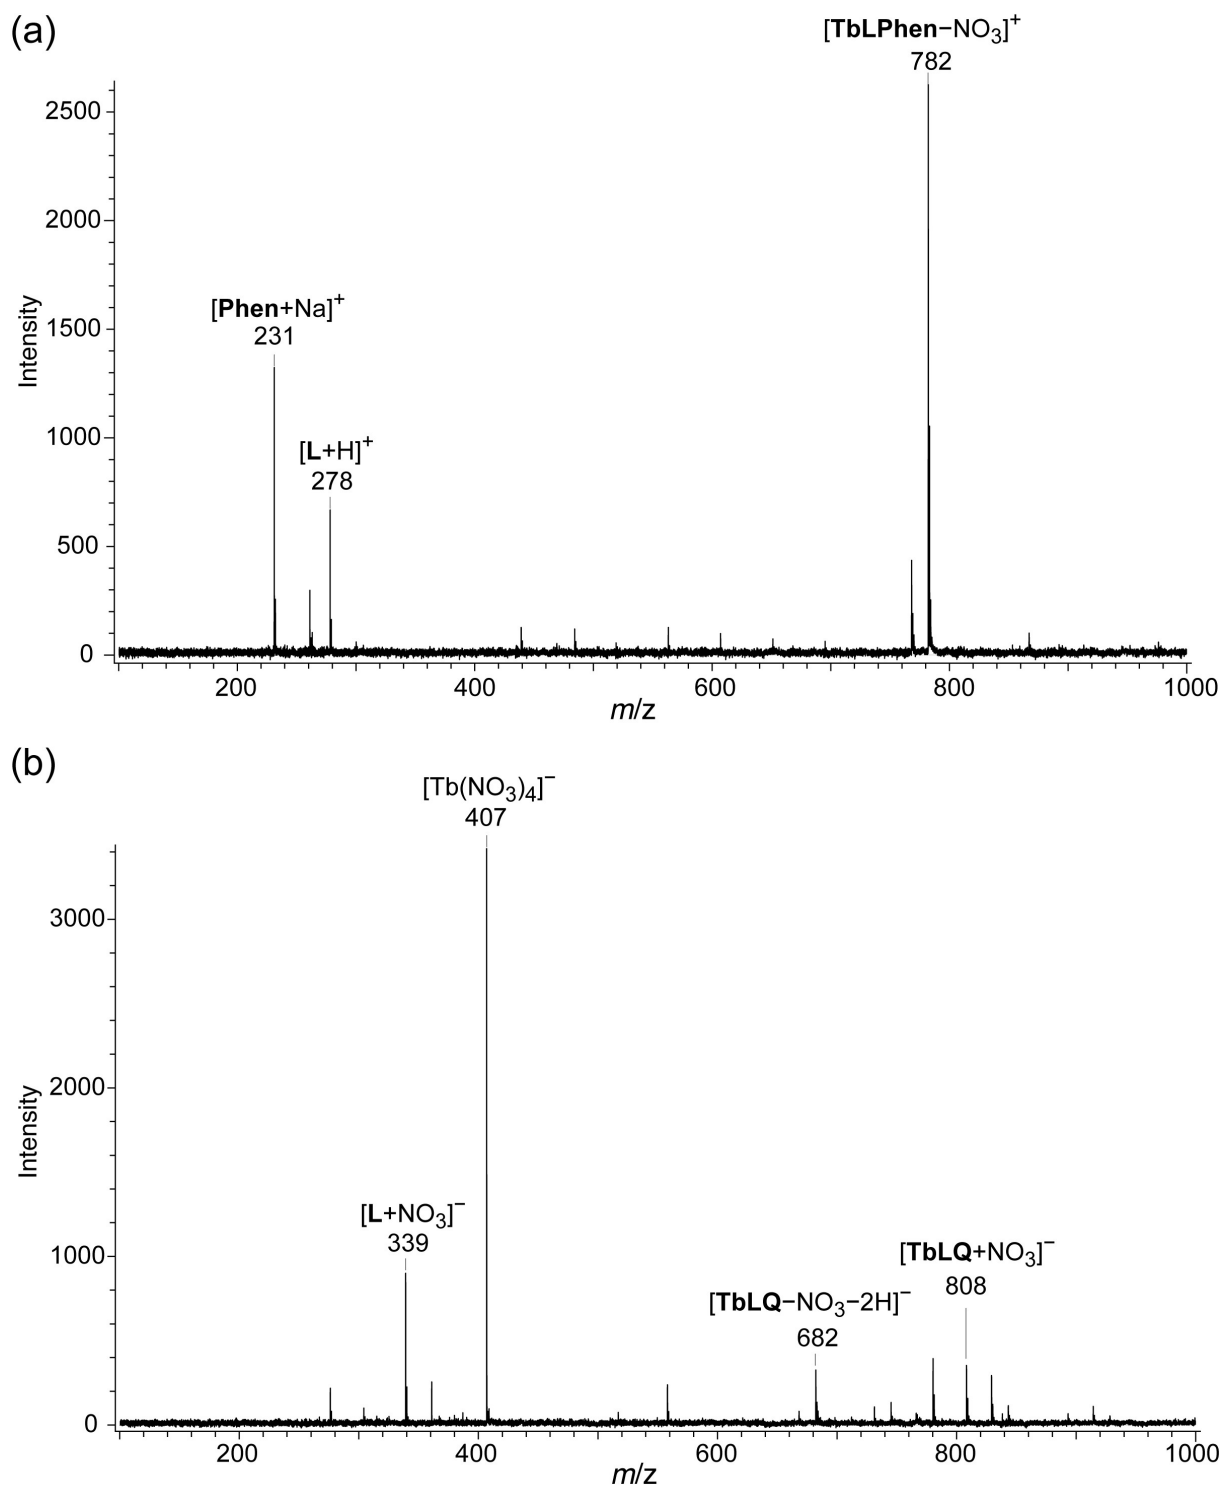 (a)
[TbLPhen−NO₃]⁺
782
2500
2000
[Phen+Na]⁺
231
1500
Intensity
[L+H]⁺
278
1000
500
0
200
400
600
800
1000
m/z
(b)
[Tb(NO₃)₄]⁻
407
3000
2000
Intensity
[L+NO₃]⁻
339
1000
[TbLQ+NO₃]⁻
808
[TbLQ−NO₃−2H]⁻
682
0
200
400
600
800
1000
m/z